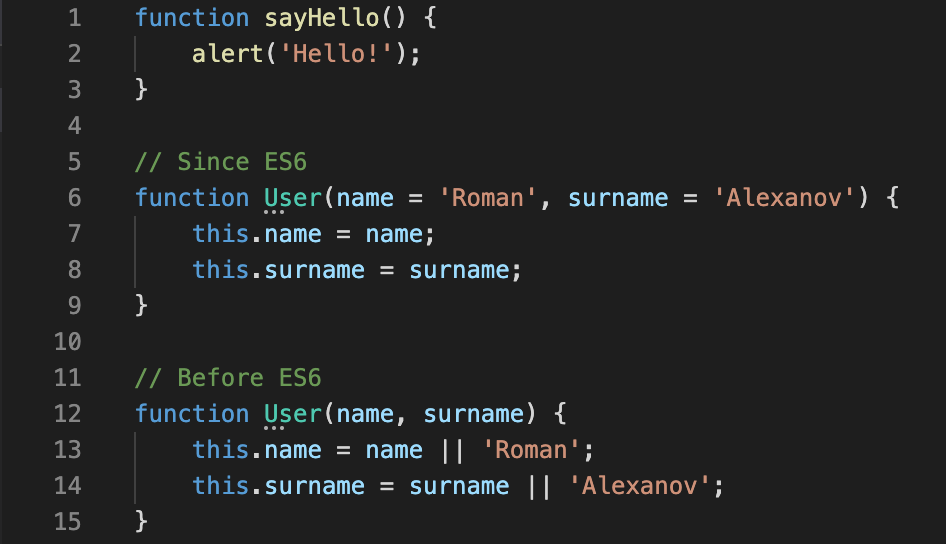 1 function sayHello() {
2     alert('Hello!');
3 }
4
5 // Since ES6
6 function User(name = 'Roman', surname = 'Alexanov') {
7     this.name = name;
8     this.surname = surname;
9 }
10
11 // Before ES6
12 function User(name, surname) {
13     this.name = name || 'Roman';
14     this.surname = surname || 'Alexanov';
15 }